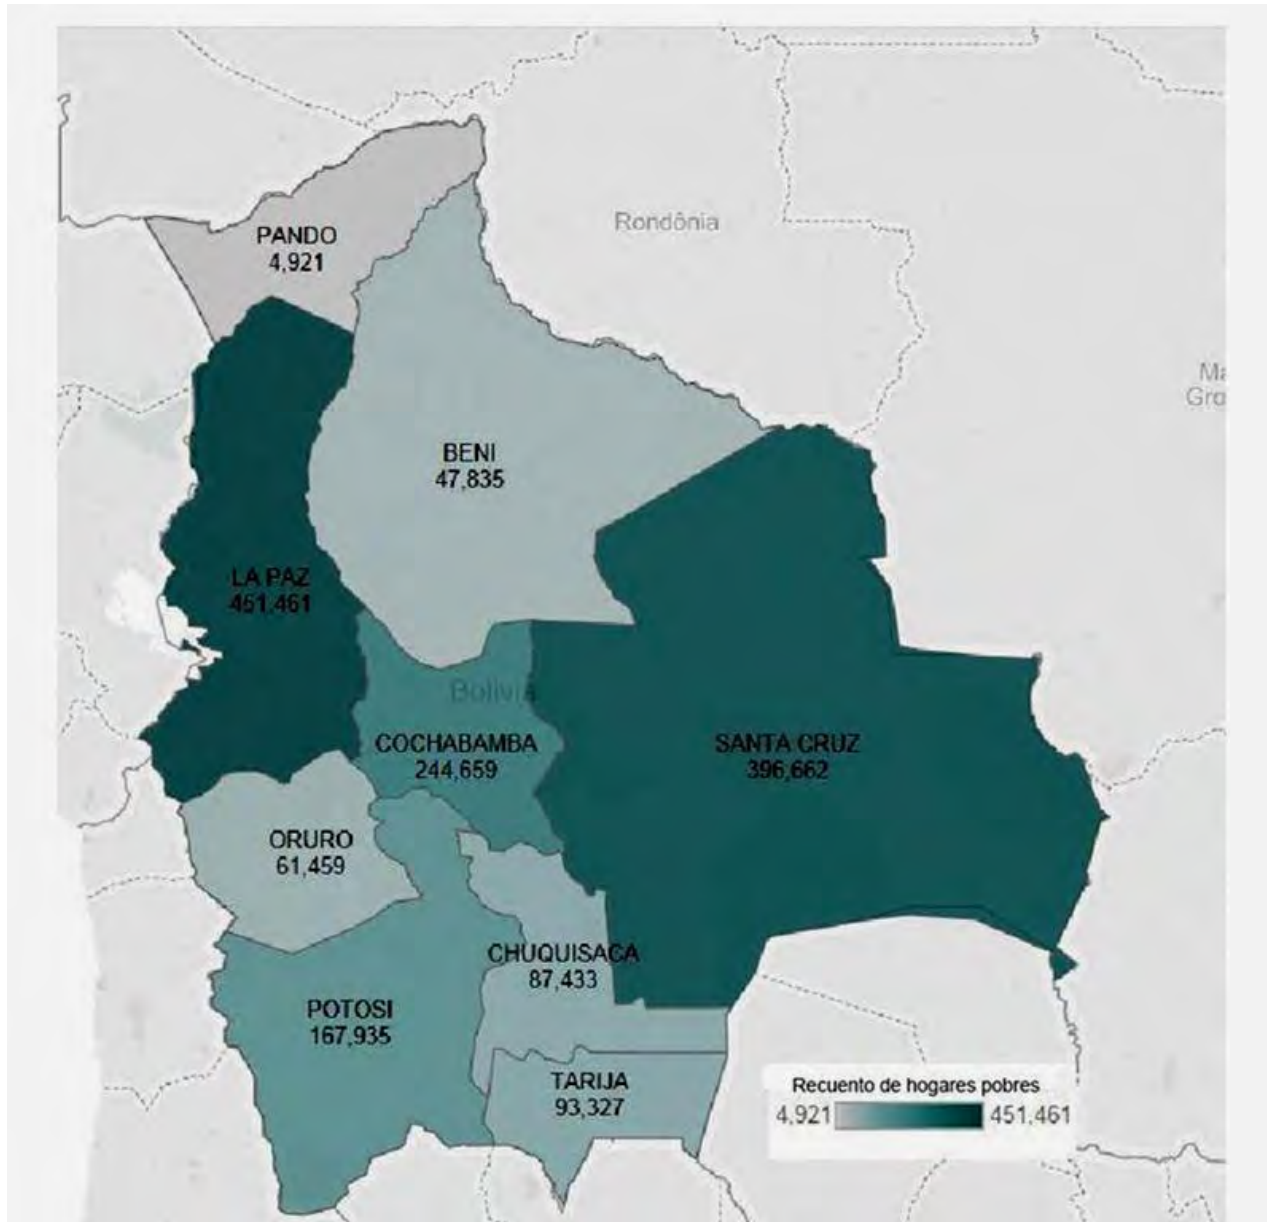 Rondônia
PANDO
4,921
Ma
Gro
BENI
47,835
LA PAZ
451,461
Bolivia
COCHABAMBA
244,659
SANTA CRUZ
396,662
ORURO
61,459
CHUQUISACA
87,433
POTOSI
167,935
TARIJA
93,327
Recuento de hogares pobres
4,921 451,461